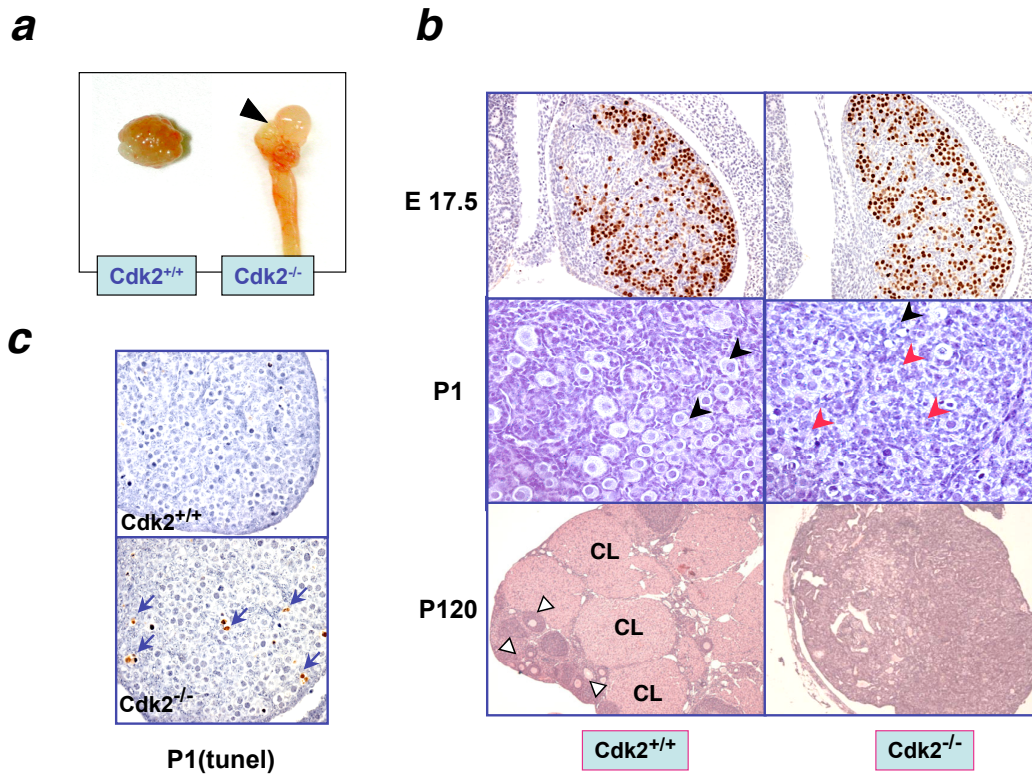 a
Cdk2+/+
Cdk2-/-
b
E 17.5
P1
P120
CL
CL
CL
Cdk2+/+
Cdk2-/-
c
Cdk2+/+
Cdk2-/-
P1(tunel)